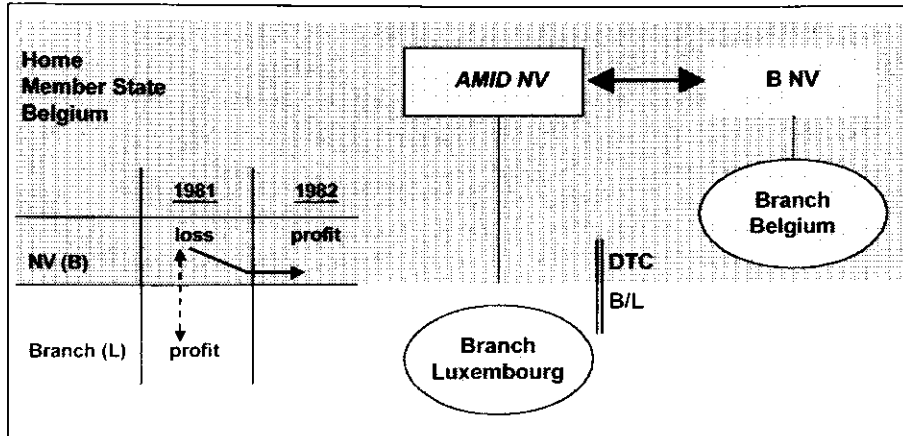 Home
Member State
Belgium
AMID NV
B NV
1981
1982
loss
profit
NV (B)
Branch (L)
profit
Branch
Belgium
DTC
B/L
Branch
Luxembourg